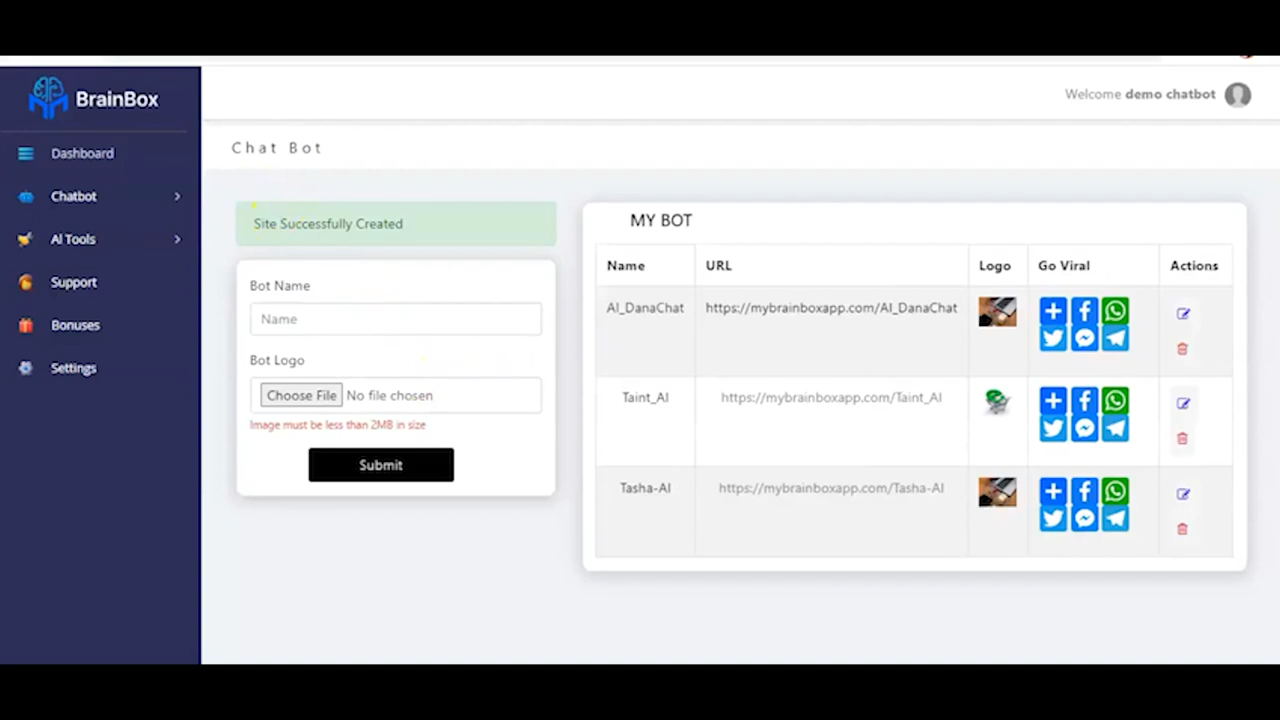 BrainBox
Welcome demo chatbot
Dashboard
Chatbot
AI Tools
Support
Bonuses
Settings
Chat Bot
Site Successfully Created
Bot Name
Name
Bot Logo
Choose File No file chosen
Image must be less than 2MB in size
Submit
MY BOT
Name URL Logo Go Viral Actions
AI_DanaChat https://mybrainboxapp.com/AI_DanaChat
Taint_AI https://mybrainboxapp.com/Taint_AI
Tasha-AI https://mybrainboxapp.com/Tasha-AI